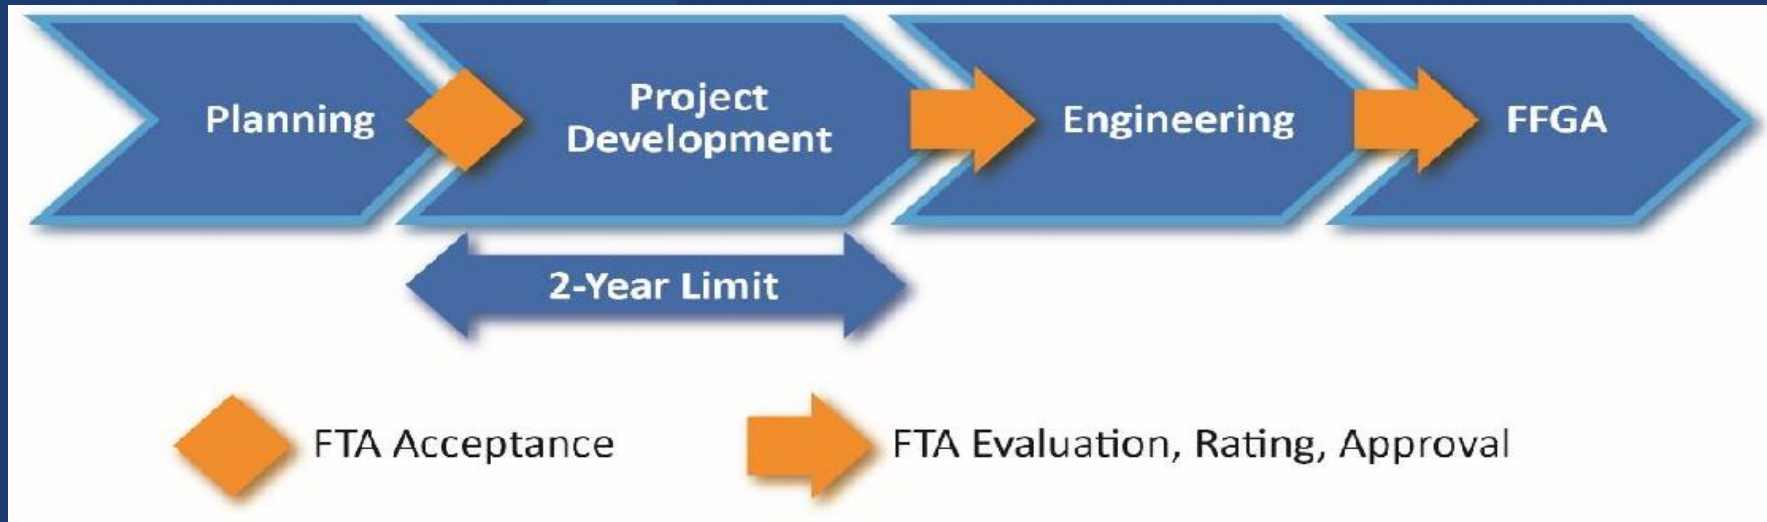 Planning
Project
Development
Engineering
FFGA
2-Year Limit
FTA Acceptance
FTA Evaluation, Rating, Approval